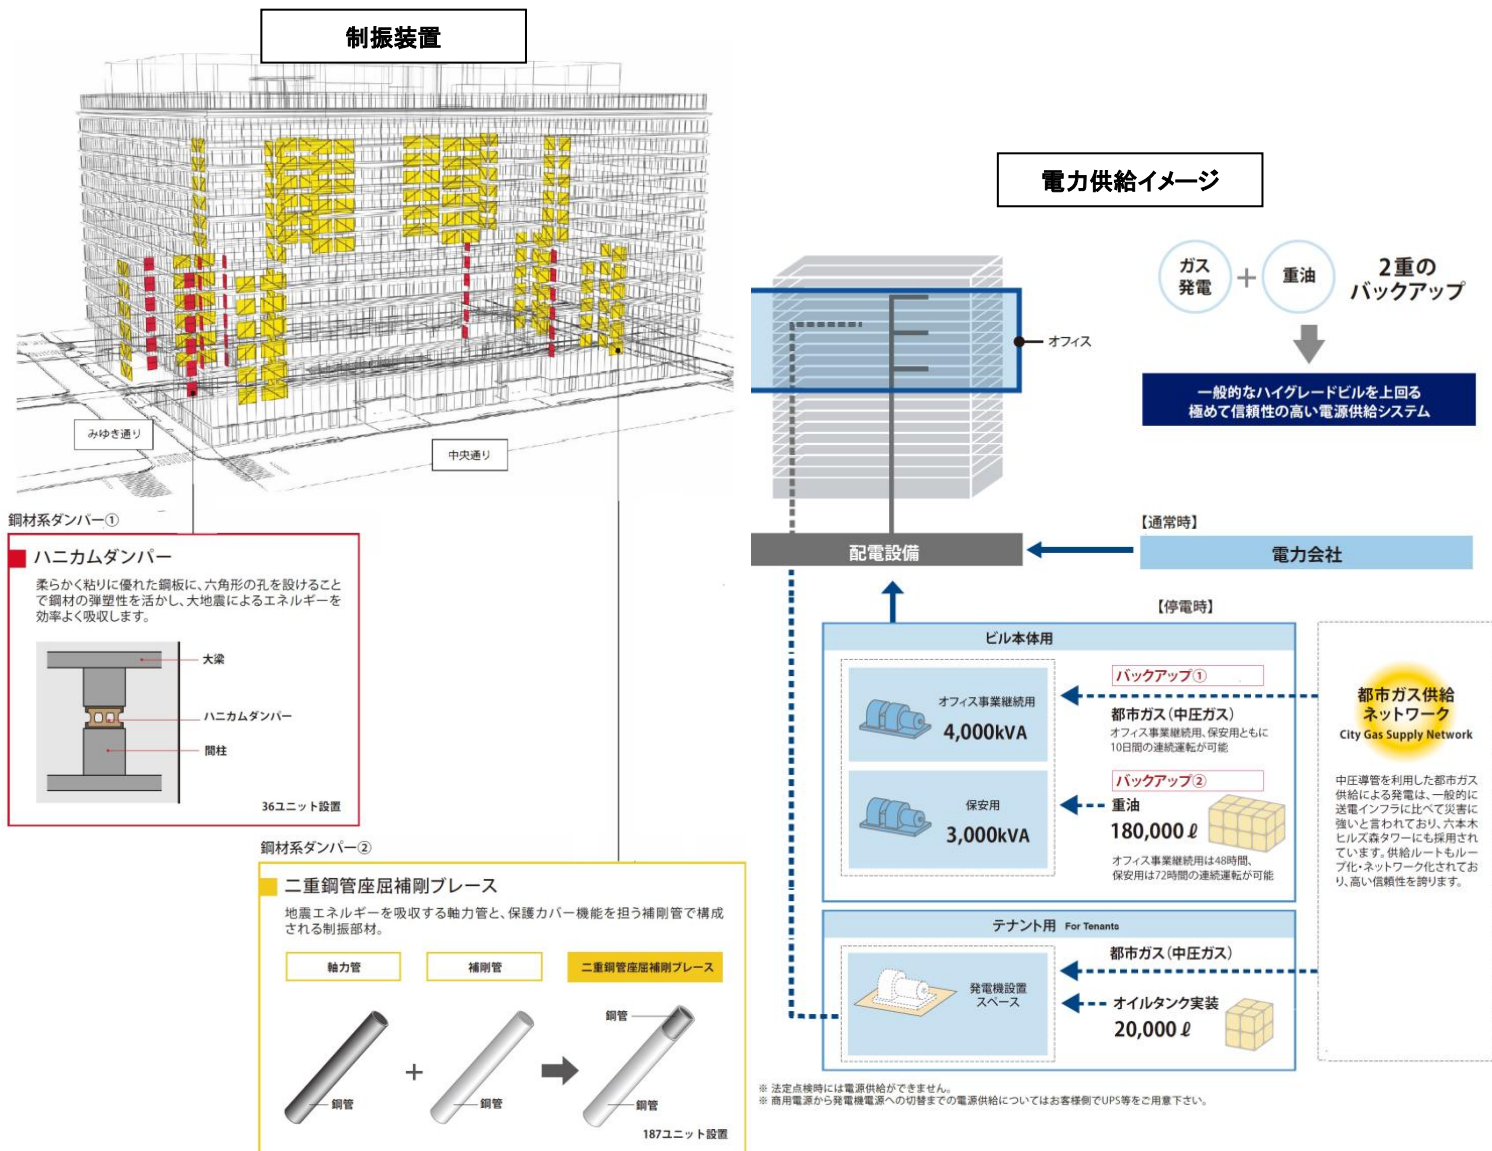 制振装置
みゆき通り
中央通り
鋼材系ダンパー①
ハニカムダンパー
柔らかく粘りに優れた鋼板に、六角形の孔を設けること
で鋼材の弾塑性を活かし、大地震によるエネルギーを
効率よく吸収します。
大梁
ハニカムダンパー
間柱
36ユニット設置
鋼材系ダンパー②
二重鋼管座屈補剛ブレース
地震エネルギーを吸収する軸力管と、保護カバー機能を担う補剛管で構成
される制振部材。
軸力管
補剛管
二重鋼管座屈補剛ブレース
鋼管
+
鋼管
鋼管
鋼管
187ユニット設置
電力供給イメージ
ガス
発電
+
重油
2重の
バックアップ
一般的なハイグレードビルを上回る
極めて信頼性の高い電源供給システム
オフィス
【通常時】
配電設備
電力会社
【停電時】
ビル本体用
オフィス事業継続用
4,000kVA
保安用
3,000kVA
バックアップ①
都市ガス(中圧ガス)
オフィス事業継続用、保安用ともに
10日間の連続運転が可能
バックアップ②
重油
180,000ℓ
オフィス事業継続用は48時間、
保安用は72時間の連続運転が可能
都市ガス供給
ネットワーク
City Gas Supply Network
中圧導管を利用した都市ガス
供給による発電は、一般的に
送電インフラに比べて災害に
強いと言われており、六本木
ヒルズ森タワーにも採用され
ています。供給ルートもルー
プ化・ネットワーク化されてお
り、高い信頼性を誇ります。
テナント用 For Tenants
発電機設置
スペース
都市ガス(中圧ガス)
オイルタンク実装
20,000ℓ
※ 法定点検時には電源供給ができません。
※ 商用電源から発電機電源への切替までの電源供給についてはお客様側でUPS等をご用意下さい。